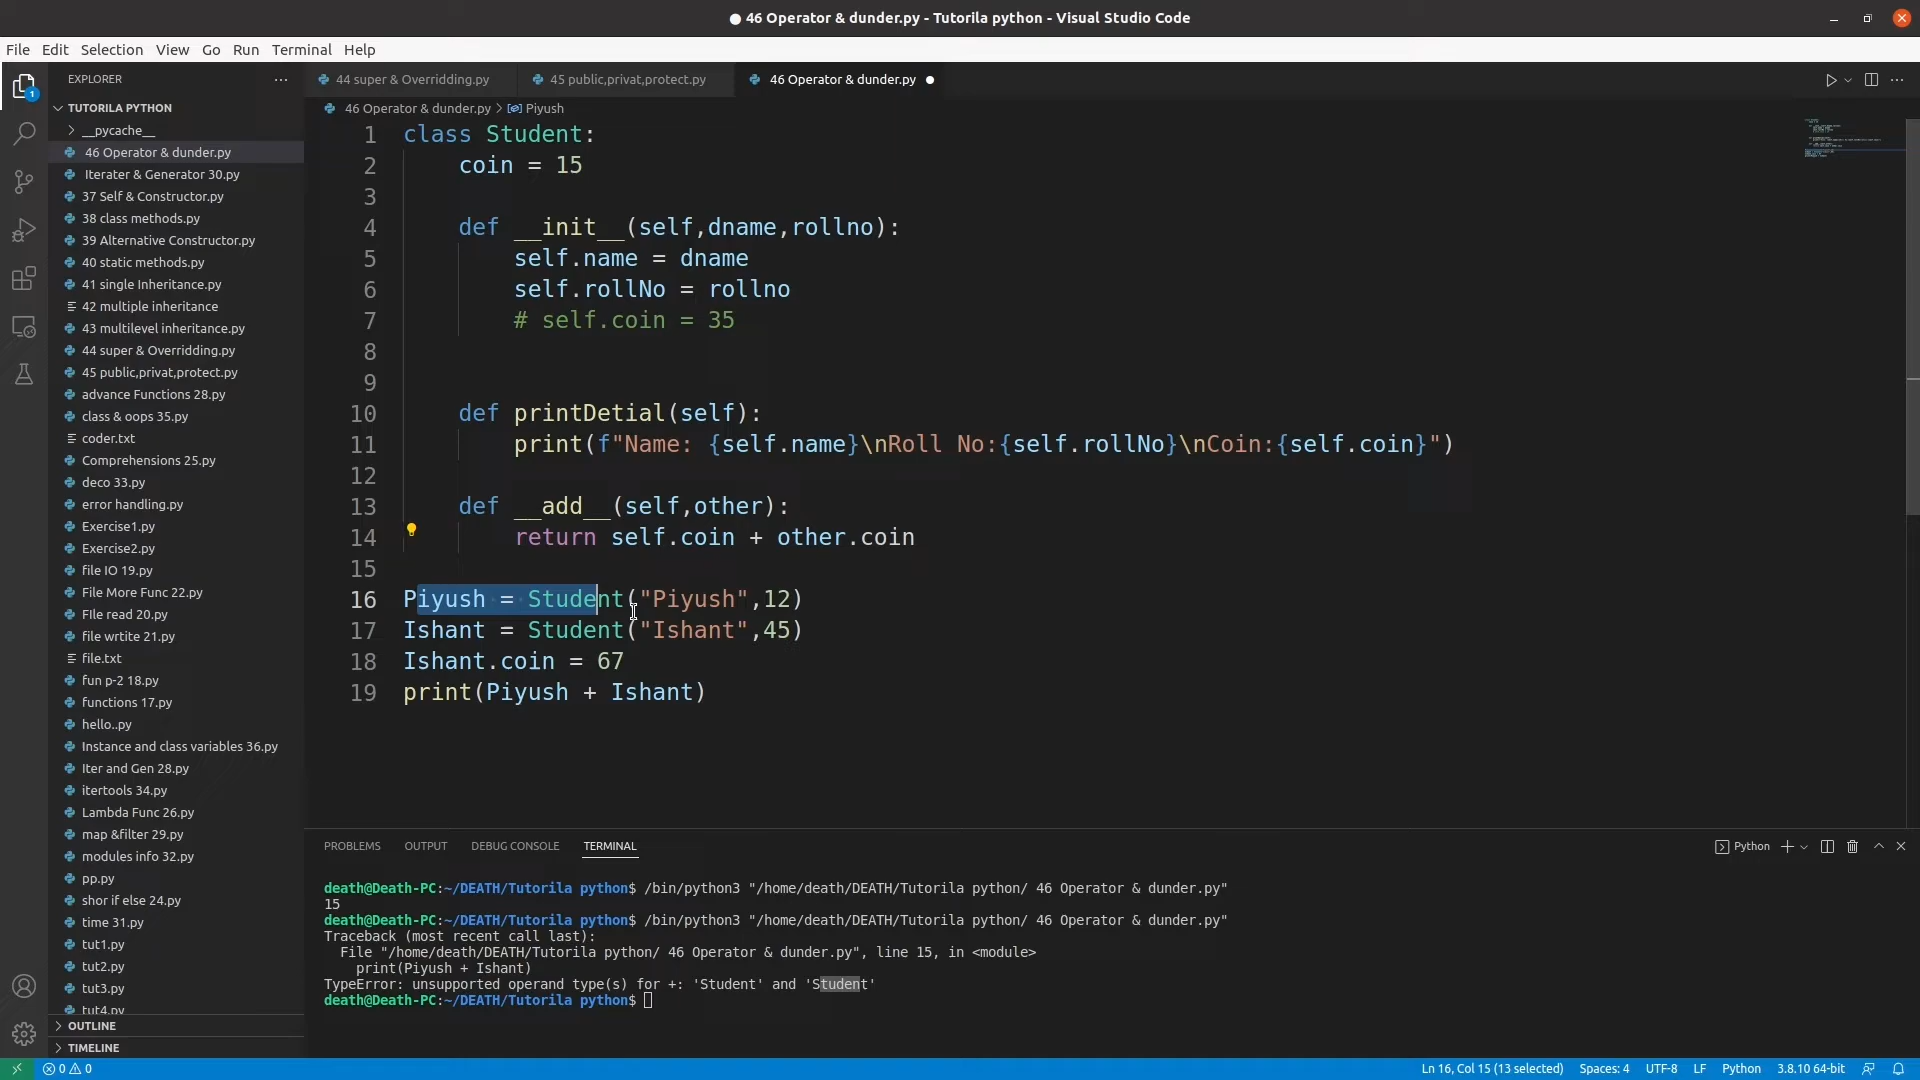 46 Operator & dunder.py - Tutorila python - Visual Studio Code
File Edit Selection View Go Run Terminal Help
EXPLORER
44 super & Overridding.py
45 public,privat,protect.py
46 Operator & dunder.py
TUTORILA PYTHON
46 Operator & dunder.py > Piyush
__pycache__
46 Operator & dunder.py
Iterater & Generator 30.py
37 Self & Constructor.py
38 class methods.py
39 Alternative Constructor.py
40 static methods.py
41 single Inheritance.py
42 multiple inheritance
43 multilevel inheritance.py
44 super & Overridding.py
45 public,privat,protect.py
advance Functions 28.py
class & oops 35.py
coder.txt
Comprehensions 25.py
deco 33.py
error handling.py
Exercise1.py
Exercise2.py
file IO 19.py
File More Func 22.py
FIle read 20.py
file wrtite 21.py
file.txt
fun p-2 18.py
functions 17.py
hello..py
Instance and class variables 36.py
Iter and Gen 28.py
itertools 34.py
Lambda Func 26.py
map &filter 29.py
modules info 32.py
pp.py
shor if else 24.py
time 31.py
tut1.py
tut2.py
tut3.py
tut4.py
OUTLINE
TIMELINE
1 class Student:
2 coin = 15
3
4 def __init__(self,dname,rollno):
5 self.name = dname
6 self.rollNo = rollno
7 # self.coin = 35
8
9
10 def printDetial(self):
11 print(f"Name: {self.name}\nRoll No:{self.rollNo}\nCoin:{self.coin}")
12
13 def __add__(self,other):
14 return self.coin + other.coin
15
16 Piyush = Student("Piyush",12)
17 Ishant = Student("Ishant",45)
18 Ishant.coin = 67
19 print(Piyush + Ishant)
PROBLEMS OUTPUT DEBUG CONSOLE TERMINAL
Python
death@Death-PC:~/DEATH/Tutorila python$ /bin/python3 "/home/death/DEATH/Tutorila python/ 46 Operator & dunder.py"
15
death@Death-PC:~/DEATH/Tutorila python$ /bin/python3 "/home/death/DEATH/Tutorila python/ 46 Operator & dunder.py"
Traceback (most recent call last):
File "/home/death/DEATH/Tutorila python/ 46 Operator & dunder.py", line 15, in <module>
print(Piyush + Ishant)
TypeError: unsupported operand type(s) for +: 'Student' and 'Student'
death@Death-PC:~/DEATH/Tutorila python$
0 0
Ln 16, Col 15 (13 selected) Spaces: 4 UTF-8 LF Python 3.8.10 64-bit